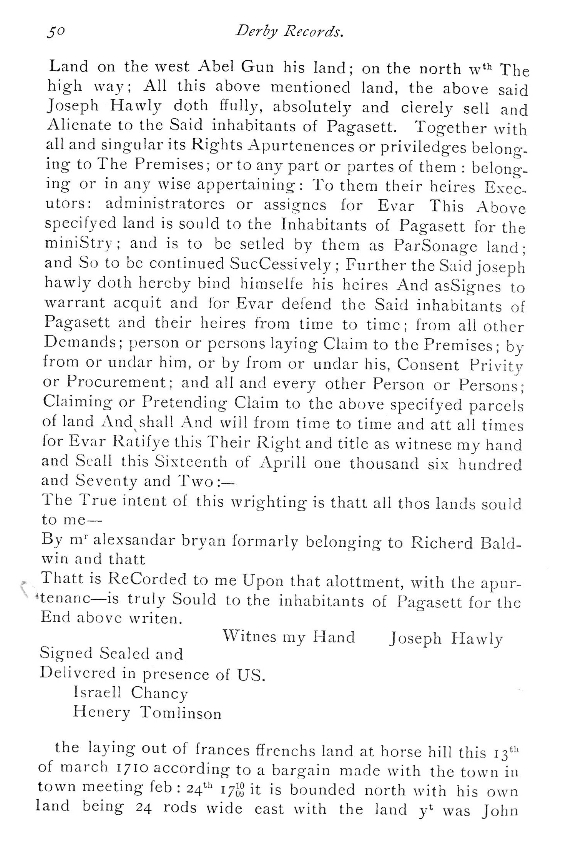 50 Derby Records.
Land on the west Abel Gun his land; on the north wth The
high way; All this above mentioned land, the above said
Joseph Hawly doth ffully, absolutely and clerely sell and
Alienate to the Said inhabitants of Pagasett. Together with
all and singular its Rights Apurtenences or priviledges belong-
ing to The Premises; or to any part or partes of them: belong-
ing or in any wise appertaining: To them their heires Exec-
utors: administratores or assignes for Evar This Above
specifyed land is sould to the Inhabitants of Pagasett for the
miniStry; and is to be setled by them as ParSonage land;
and So to be continued SucCessively; Further the Said joseph
hawly doth hereby bind himselfe his heires And asSignes to
warrant acquit and for Evar defend the Said inhabitants of
Pagasett and their heires from time to time; from all other
Demands; person or persons laying Claim to the Premises; by
from or undar him, or by from or undar his, Consent Privity
or Procurement; and all and every other Person or Persons;
Claiming or Pretending Claim to the above specifyed parcels
of land And shall And will from time to time and att all times
for Evar Ratifye this Their Right and title as witnese my hand
and Seall this Sixteenth of Aprill one thousand six hundred
and Seventy and Two:—
The True intent of this wrighting is thatt all thos lands sould
to me—
By mr alexsandar bryan formarly belonging to Richerd Bald-
win and thatt
Thatt is ReCorded to me Upon that alottment, with the apur-
tenanc—is truly Sould to the inhabitants of Pagasett for the
End above writen.
Witnes my Hand Joseph Hawly
Signed Sealed and
Delivered in presence of US.
Israell Chancy
Henery Tomlinson
the laying out of frances ffrenchs land at horse hill this 13th
of march 1710 according to a bargain made with the town in
town meeting feb: 24th 17 10/09 it is bounded north with his own
land being 24 rods wide east with the land yt was John